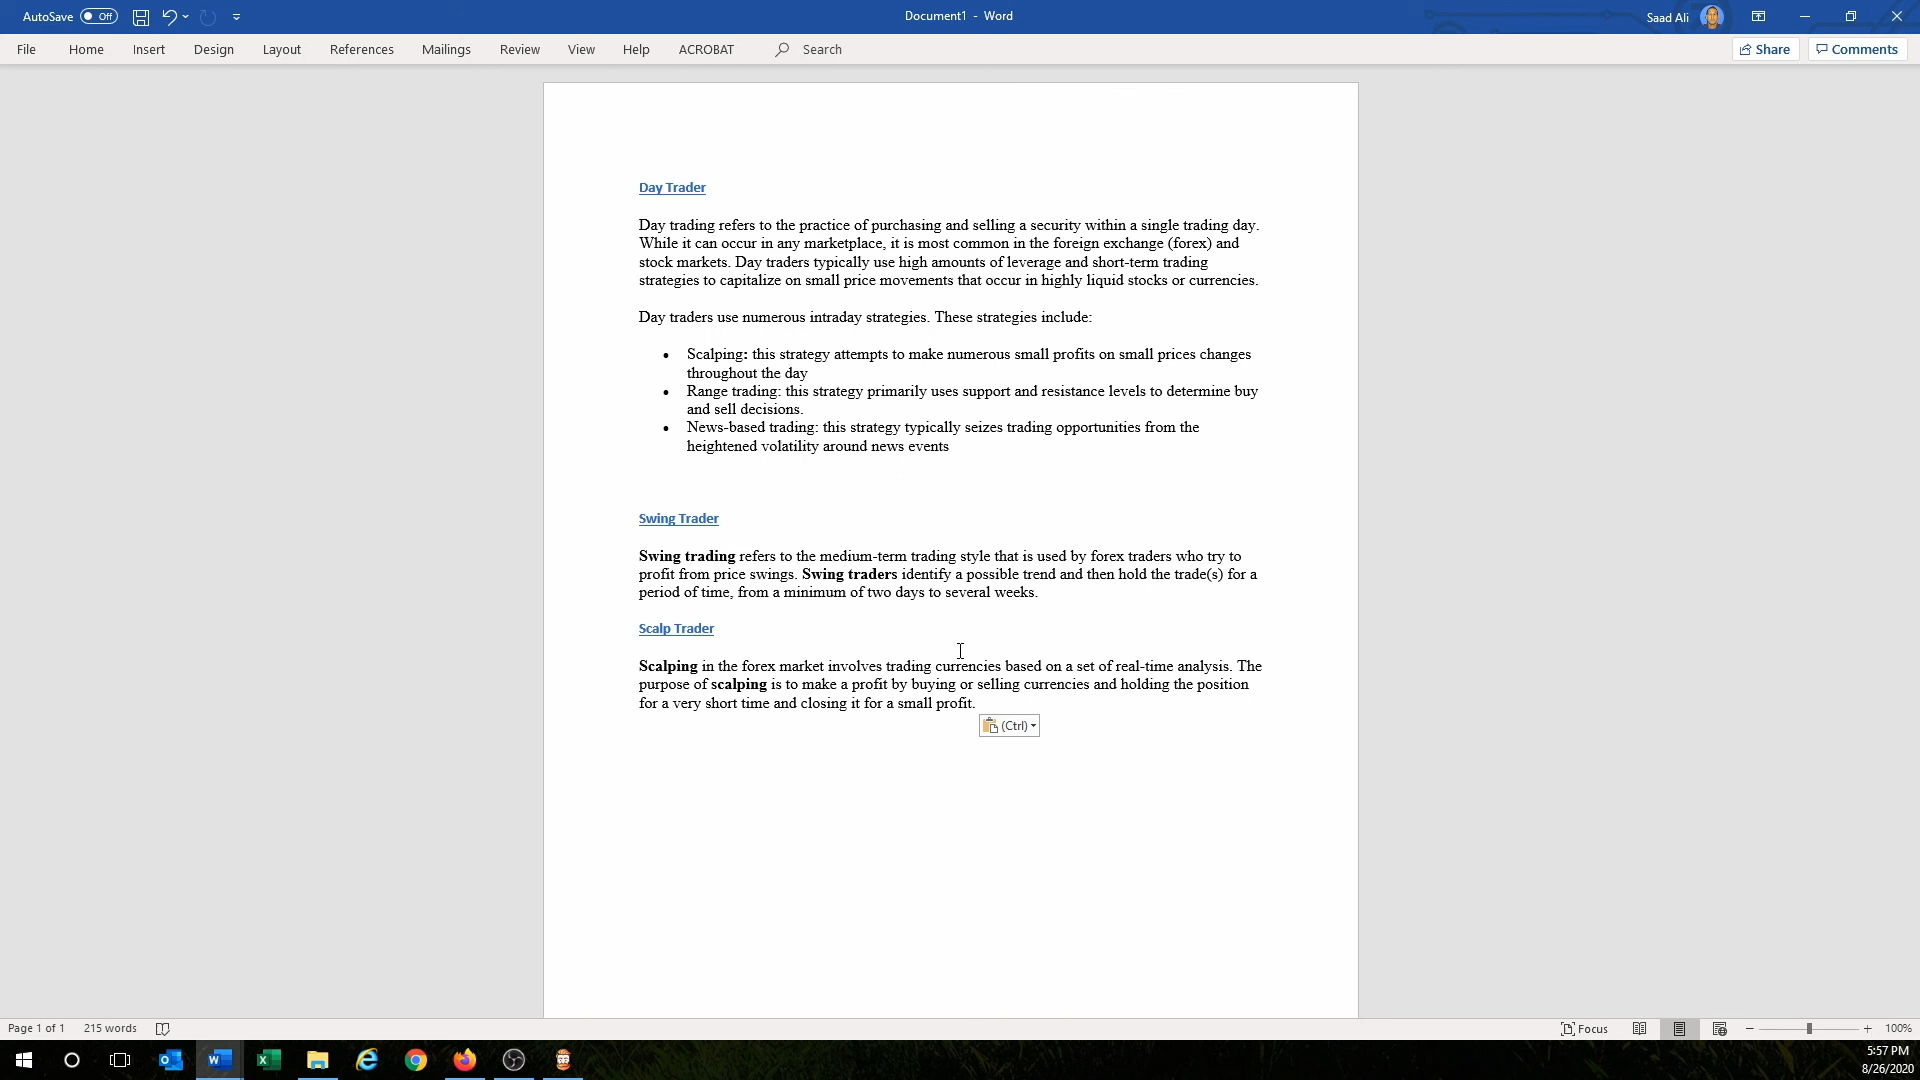 AutoSave Off Document1 - Word Saad Ali
File Home Insert Design Layout References Mailings Review View Help ACROBAT Search Share Comments
Day Trader
Day trading refers to the practice of purchasing and selling a security within a single trading day.
While it can occur in any marketplace, it is most common in the foreign exchange (forex) and
stock markets. Day traders typically use high amounts of leverage and short-term trading
strategies to capitalize on small price movements that occur in highly liquid stocks or currencies.
Day traders use numerous intraday strategies. These strategies include:
• Scalping: this strategy attempts to make numerous small profits on small prices changes
throughout the day
• Range trading: this strategy primarily uses support and resistance levels to determine buy
and sell decisions.
• News-based trading: this strategy typically seizes trading opportunities from the
heightened volatility around news events
Swing Trader
Swing trading refers to the medium-term trading style that is used by forex traders who try to
profit from price swings. Swing traders identify a possible trend and then hold the trade(s) for a
period of time, from a minimum of two days to several weeks.
Scalp Trader
Scalping in the forex market involves trading currencies based on a set of real-time analysis. The
purpose of scalping is to make a profit by buying or selling currencies and holding the position
for a very short time and closing it for a small profit.
(Ctrl)
Page 1 of 1 215 words Focus 100%
5:57 PM
8/26/2020